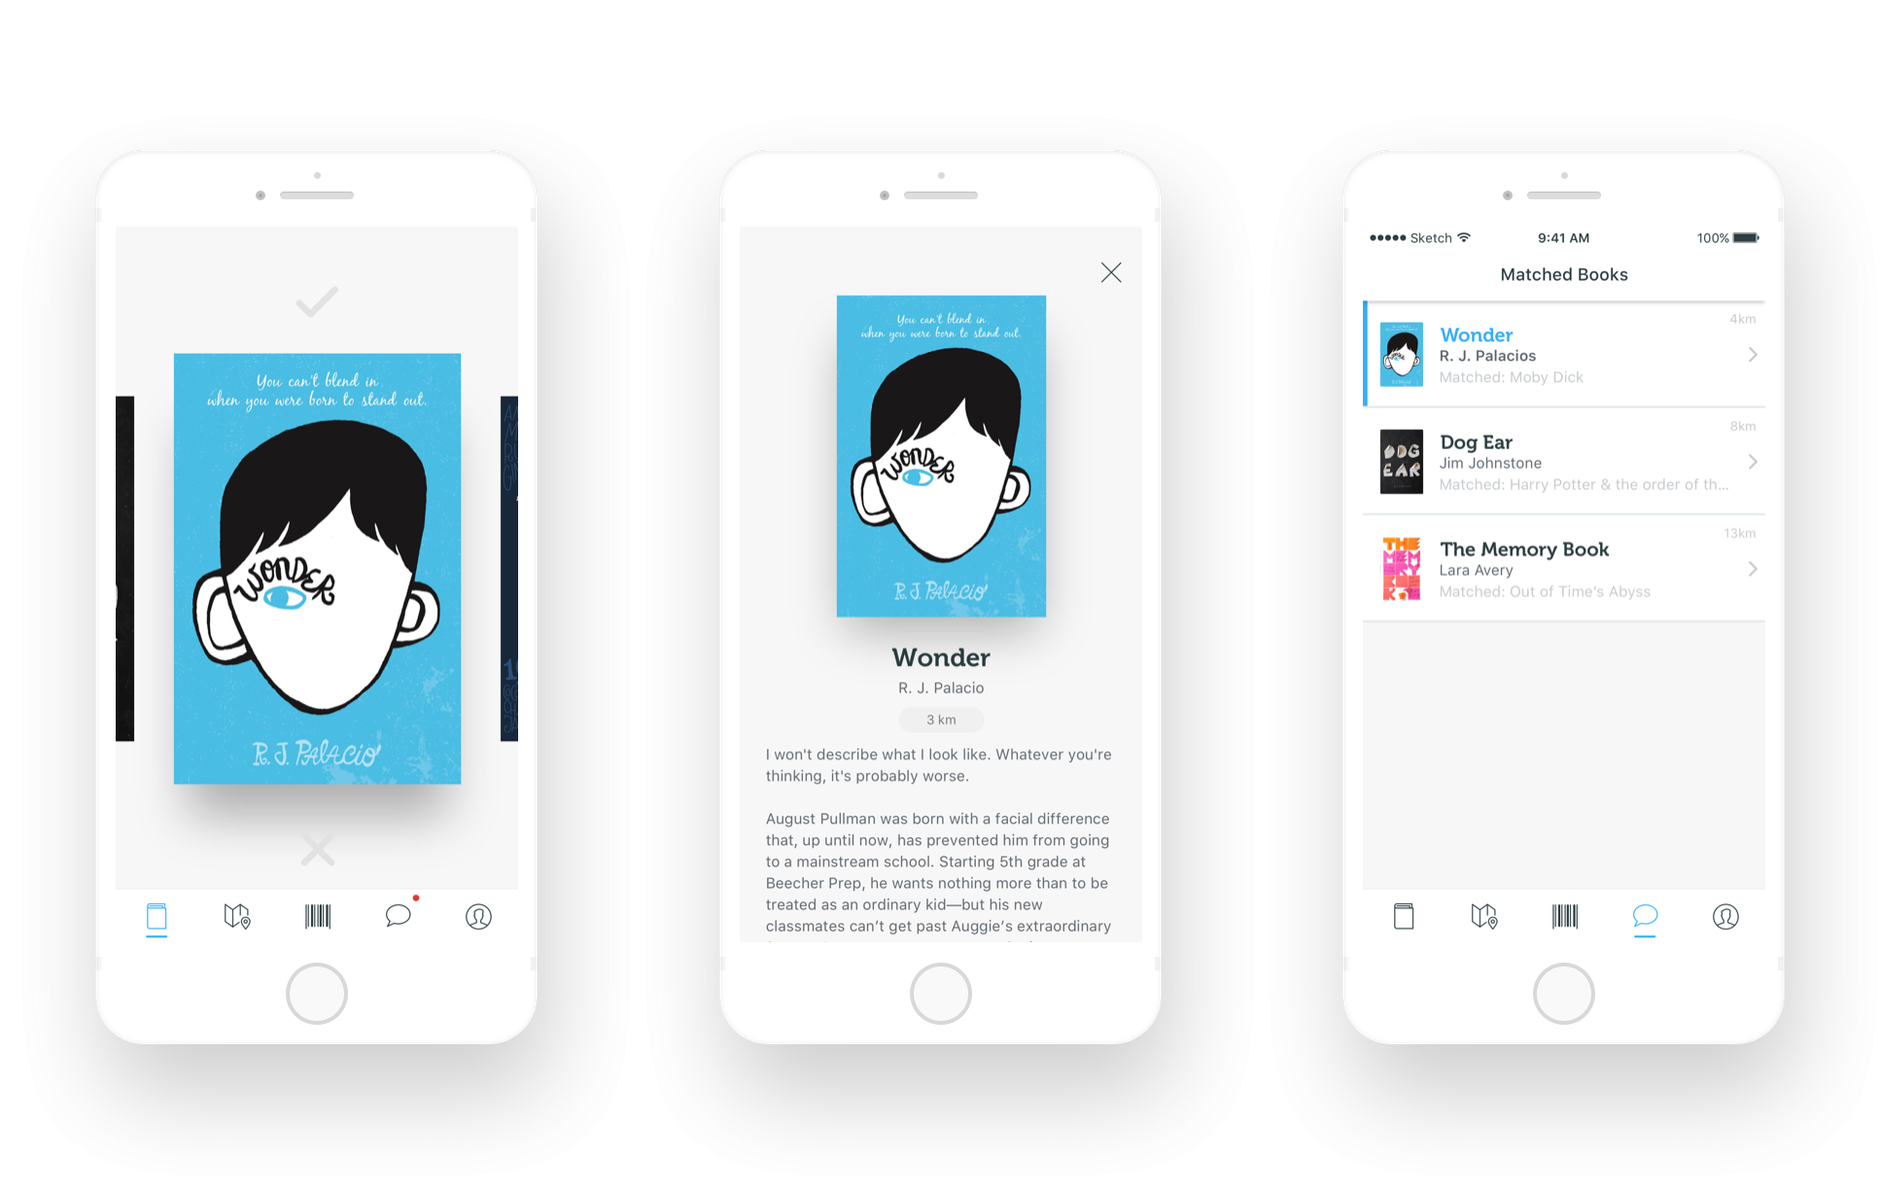 You can't blend in
when you were born to stand out.
WONDER
R. J. PALACIO
You can't blend in
when you were born to stand out.
WONDER
R. J. PALACIO
Wonder
R. J. Palacio
3 km
I won't describe what I look like. Whatever you're
thinking, it's probably worse.
August Pullman was born with a facial difference
that, up until now, has prevented him from going
to a mainstream school. Starting 5th grade at
Beecher Prep, he wants nothing more than to be
treated as an ordinary kid—but his new
classmates can’t get past Auggie’s extraordinary
Sketch 9:41 AM 100%
Matched Books
4km
Wonder
R. J. Palacios
Matched: Moby Dick
8km
DOG
EAR
Dog Ear
Jim Johnstone
Matched: Harry Potter & the order of th...
13km
THE
MEM
ORY
The Memory Book
Lara Avery
Matched: Out of Time’s Abyss